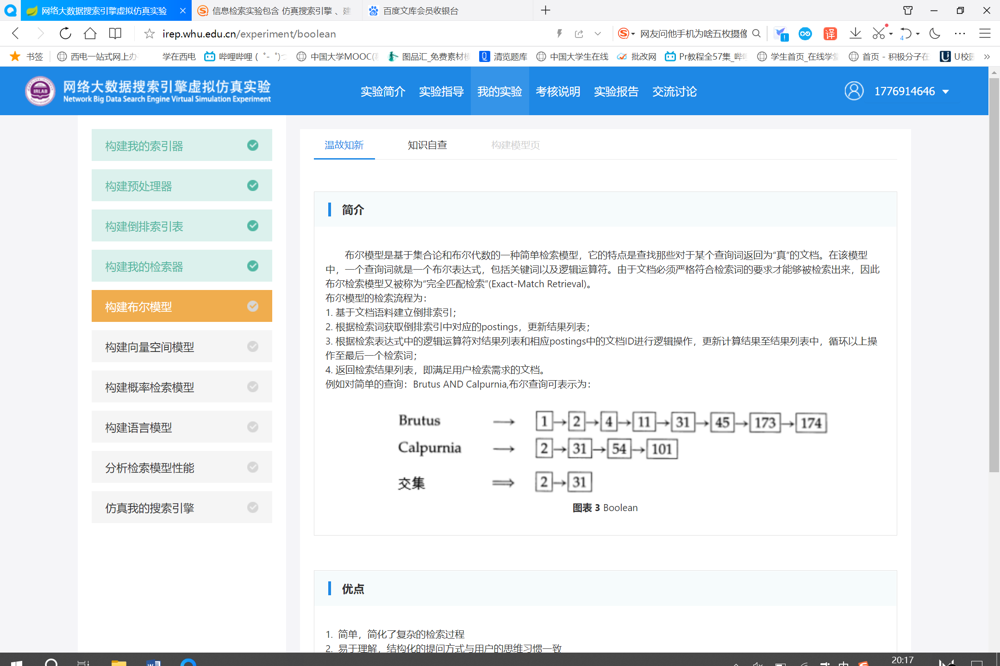 网络大数据搜索引擎虚拟仿真实验
信息检索实验包含 仿真搜索引擎 、建
百度文库会员收银台
irep.whu.edu.cn/experiment/boolean
网友问他手机为啥五枚摄像
译
4
书签
西电一站式网上办
学在西电
哔哩哔哩 ( ゜- ゜)つ
中国大学MOOC(
图品汇_免费素材模
清览题库
中国大学生在线
批改网
Pr教程全57集_哔哩
学生首页_在线学堂
首页 - 积极分子在
U校园
IRLAB
网络大数据搜索引擎虚拟仿真实验
Network Big Data Search Engine Virtual Simulation Experiment
实验简介
实验指导
我的实验
考核说明
实验报告
交流讨论
1776914646
构建我的索引器
构建预处理器
构建倒排索引表
构建我的检索器
构建布尔模型
构建向量空间模型
构建概率检索模型
构建语言模型
分析检索模型性能
仿真我的搜索引擎
温故知新
知识自查
构建模型页
简介
布尔模型是基于集合论和布尔代数的一种简单检索模型，它的特点是查找那些对于某个查询词返回为“真”的文档。在该模型
中，一个查询词就是一个布尔表达式，包括关键词以及逻辑运算符。由于文档必须严格符合检索词的要求才能够被检索出来，因此
布尔检索模型又被称为“完全匹配检索”(Exact-Match Retrieval)。
布尔模型的检索流程为：
1. 基于文档语料建立倒排索引；
2. 根据检索词获取倒排索引中对应的postings，更新结果列表；
3. 根据检索表达式中的逻辑运算符对结果列表和相应postings中的文档ID进行逻辑操作，更新计算结果至结果列表中，循环以上操
作至最后一个检索词；
4. 返回检索结果列表，即满足用户检索需求的文档。
例如对简单的查询：Brutus AND Calpurnia,布尔查询可表示为：
Brutus → 1 → 2 → 4 → 11 → 31 → 45 → 173 → 174
Calpurnia → 2 → 31 → 54 → 101
交集 ⇒ 2 → 31
图表 3 Boolean
优点
1. 简单，简化了复杂的检索过程
2. 易于理解，结构化的提问方式与用户的思维习惯一致
20:17